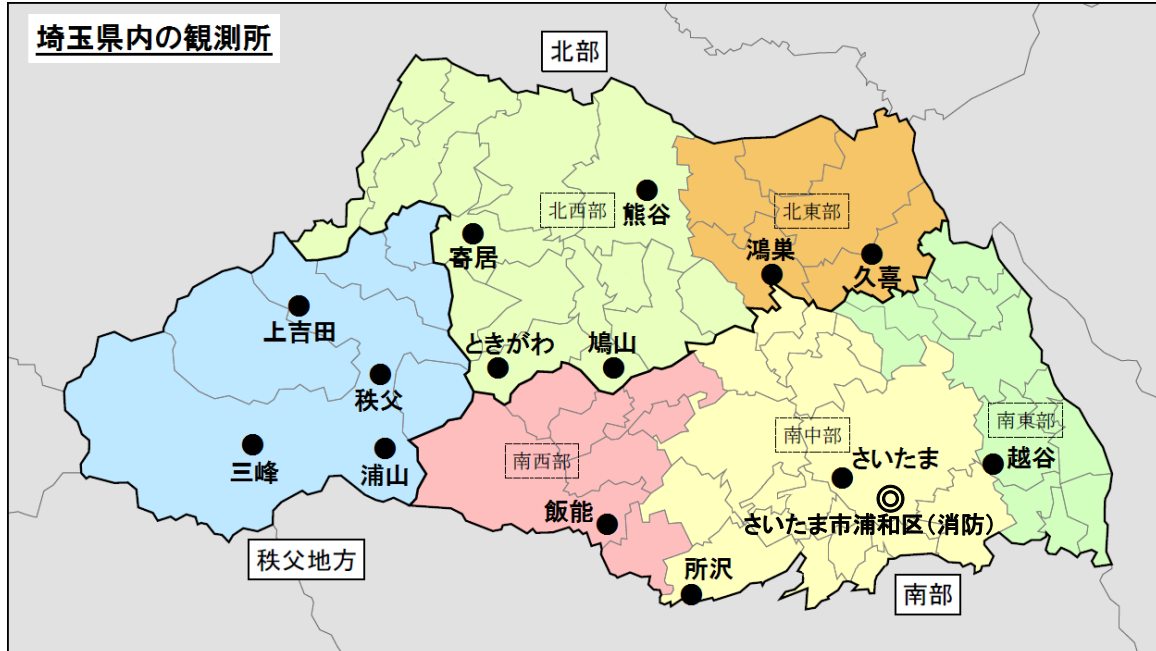 埼玉県内の観測所
北部
北西部
熊谷
北東部
寄居
鴻巣
久喜
上吉田
ときがわ
鳩山
秩父
南中部
南東部
三峰
浦山
南西部
さいたま
越谷
飯能
さいたま市浦和区（消防）
秩父地方
所沢
南部